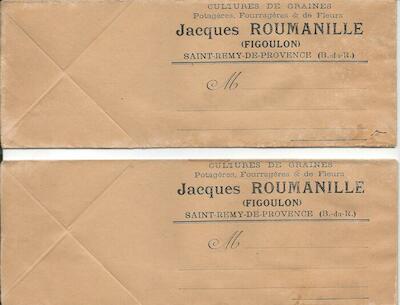 CULTURES DE GRAINES
Potagères, Fourragères & de Fleurs
Jacques ROUMANILLE
(FIGOULON)
SAINT-REMY-DE-PROVENCE (B.-du-R.)
M
CULTURES DE GRAINES
Potagères, Fourragères & de Fleurs
Jacques ROUMANILLE
(FIGOULON)
SAINT-REMY-DE-PROVENCE (B.-du-R.)
M